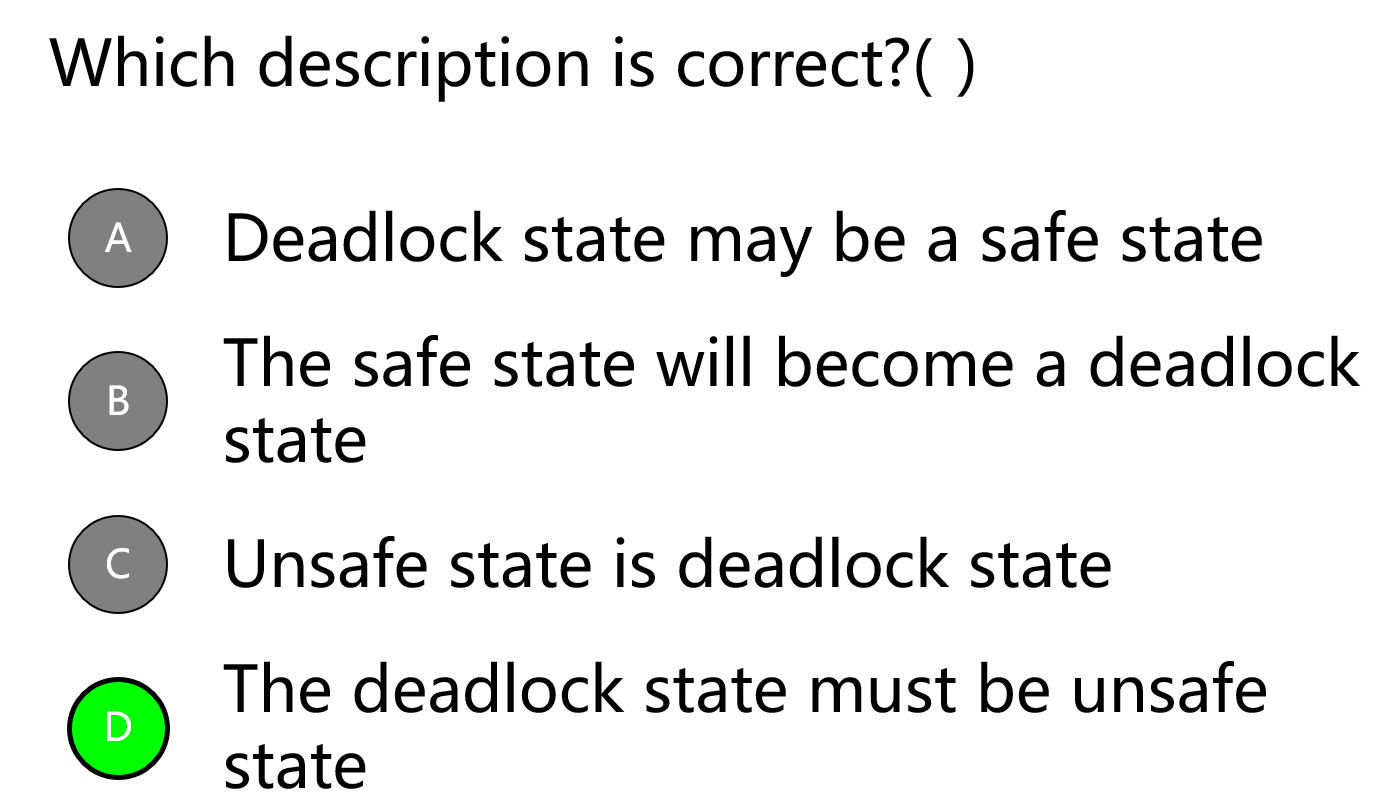 Which description is correct?( )
A Deadlock state may be a safe state
B The safe state will become a deadlock
state
C Unsafe state is deadlock state
D The deadlock state must be unsafe
state